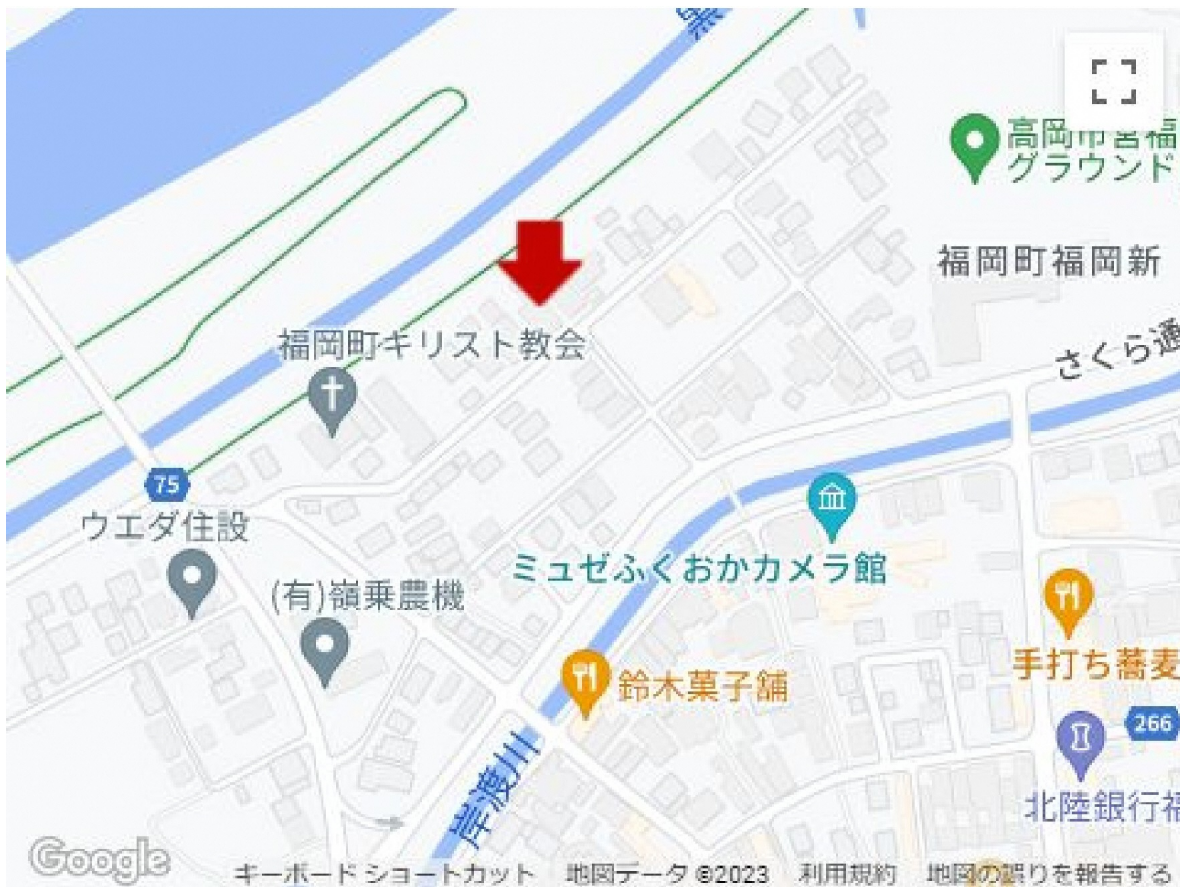 黒
高岡市営福
グラウンド
福岡町福岡新
福岡町キリスト教会
さくら通
75
ウエダ住設
ミュゼふくおかカメラ館
(有)嶺乗農機
手打ち蕎麦
鈴木菓子舗
266
岸渡川
北陸銀行福
Google
キーボード ショートカット
地図データ ©2023
利用規約
地図の誤りを報告する